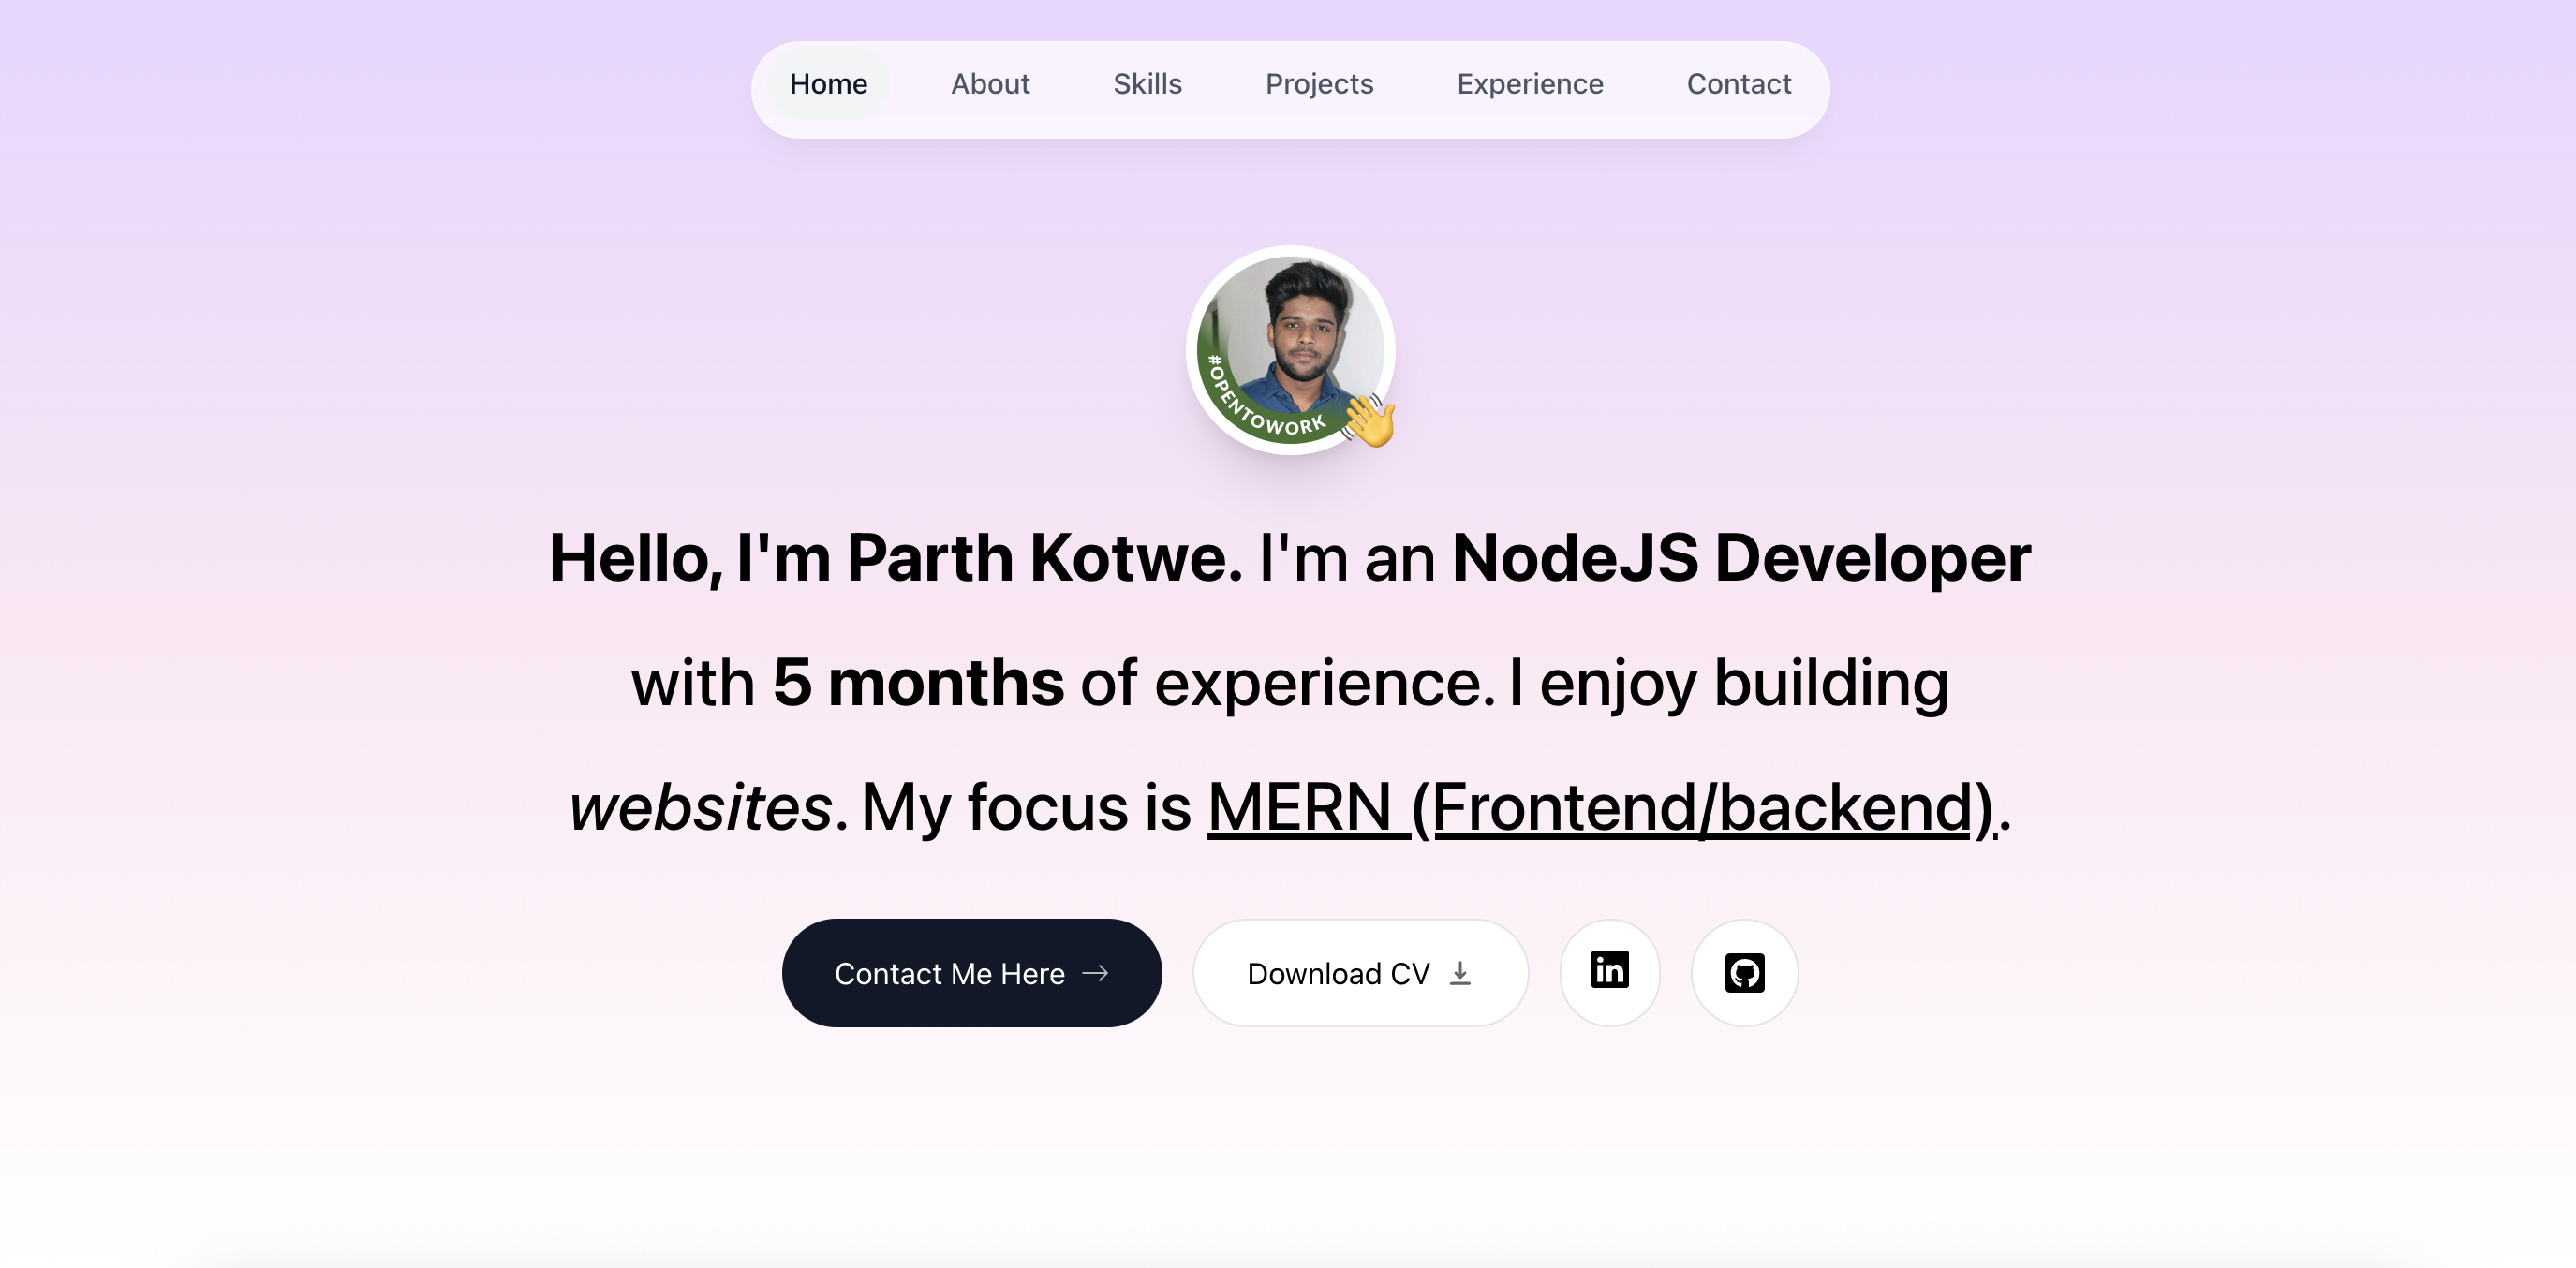 Home About Skills Projects Experience Contact
#OPENTOWORK
Hello, I'm Parth Kotwe. I'm an NodeJS Developer
with 5 months of experience. I enjoy building
websites. My focus is MERN (Frontend/backend).
Contact Me Here Download CV in